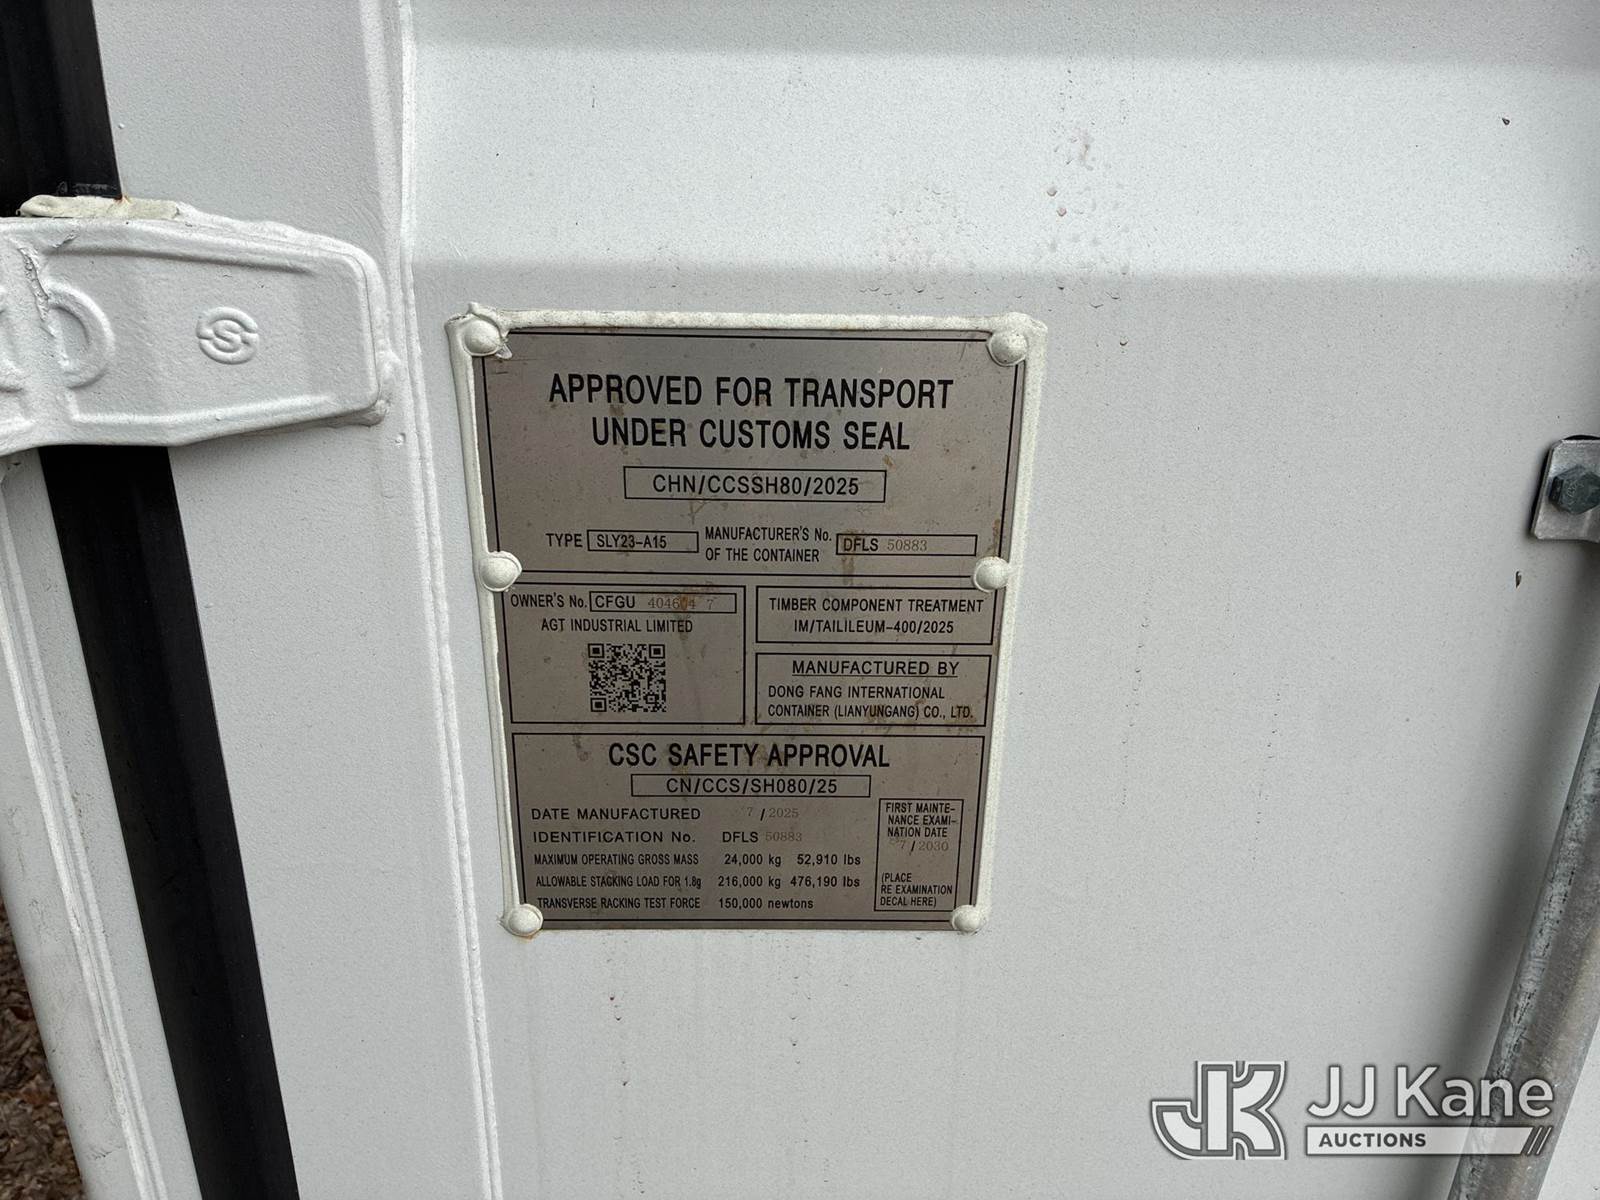 APPROVED FOR TRANSPORT
UNDER CUSTOMS SEAL
CHN/CCSSH80/2025
TYPE SLY23-A15
MANUFACTURER'S No.
OF THE CONTAINER
DFLS 50883
OWNER'S No. CFGU 404604 7
AGT INDUSTRIAL LIMITED
TIMBER COMPONENT TREATMENT
IM/TAILILEUM-400/2025
MANUFACTURED BY
DONG FANG INTERNATIONAL
CONTAINER (LIANYUNGANG) CO., LTD.
CSC SAFETY APPROVAL
CN/CCS/SH080/25
DATE MANUFACTURED 7 / 2025
IDENTIFICATION No. DFLS 50883
MAXIMUM OPERATING GROSS MASS 24,000 kg 52,910 lbs
ALLOWABLE STACKING LOAD FOR 1.8g 216,000 kg 476,190 lbs
TRANSVERSE RACKING TEST FORCE 150,000 newtons
FIRST MAINTE-
NANCE EXAMI-
NATION DATE
7 / 2030
(PLACE
RE EXAMINATION
DECAL HERE)
S
JK JJ Kane
AUCTIONS